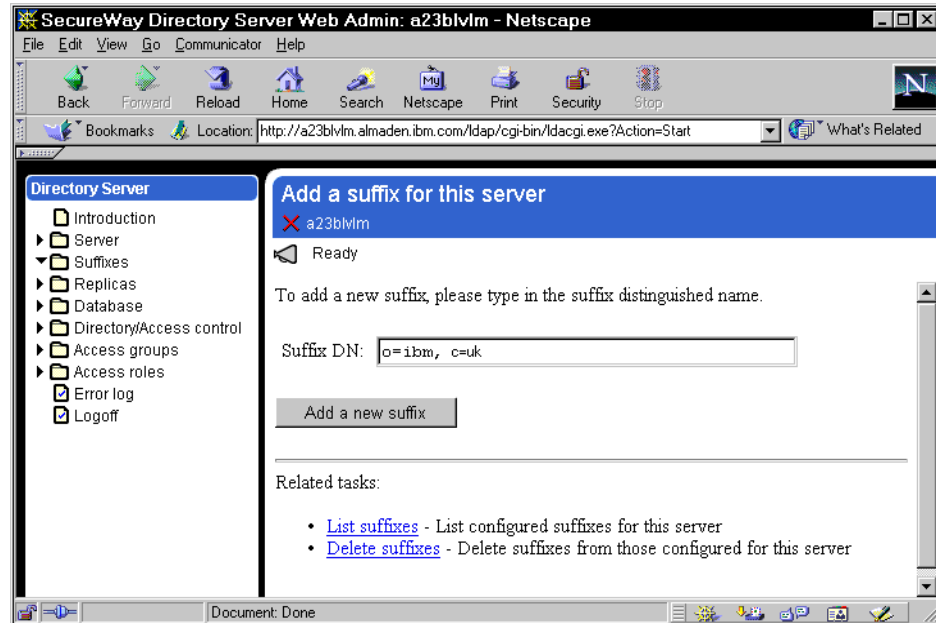 SecureWay Directory Server Web Admin: a23blvlm - Netscape
File Edit View Go Communicator Help
My
N
Back Forward Reload Home Search Netscape Print Security Stop
Bookmarks Location: http://a23blvlm.almaden.ibm.com/ldap/cgi-bin/ldacgi.exe?Action=Start What's Related
Directory Server
Introduction
Server
Suffixes
Replicas
Database
Directory/Access control
Access groups
Access roles
Error log
Logoff
Add a suffix for this server
a23blvlm
Ready
To add a new suffix, please type in the suffix distinguished name.
Suffix DN: o=ibm, c=uk
Add a new suffix
Related tasks:
• List suffixes - List configured suffixes for this server
• Delete suffixes - Delete suffixes from those configured for this server
Document: Done